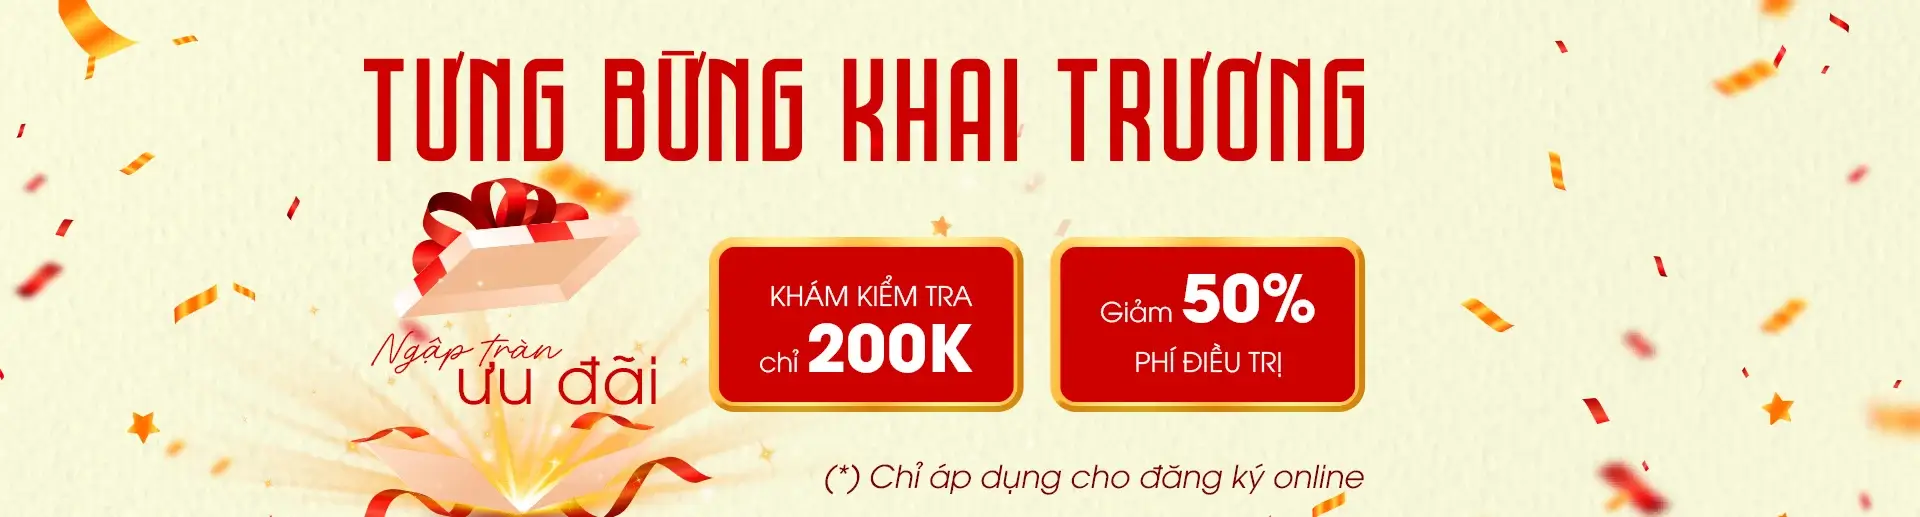 TƯNG BỪNG KHAI TRƯƠNG
Ngập tràn
ưu đãi
KHÁM KIỂM TRA
chỉ 200K
Giảm 50%
PHÍ ĐIỀU TRỊ
(*) Chỉ áp dụng cho đăng ký online